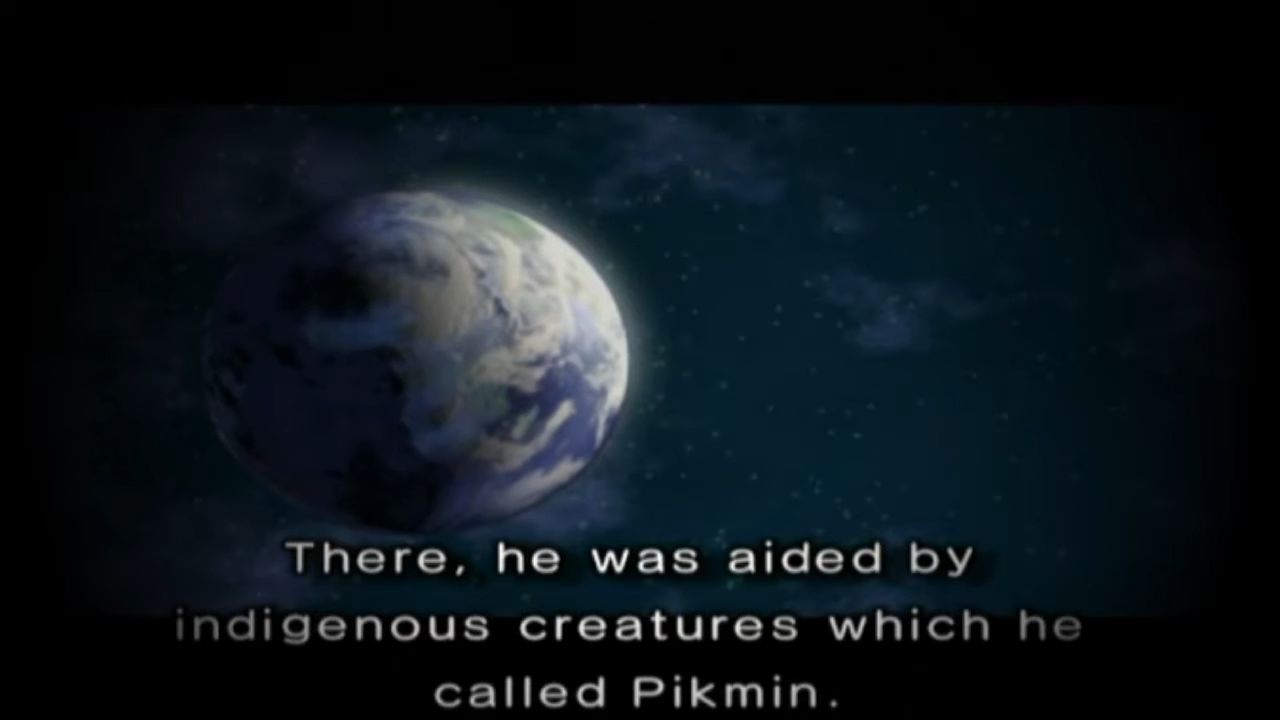 There, he was aided by
indigenous creatures which he
called Pikmin.